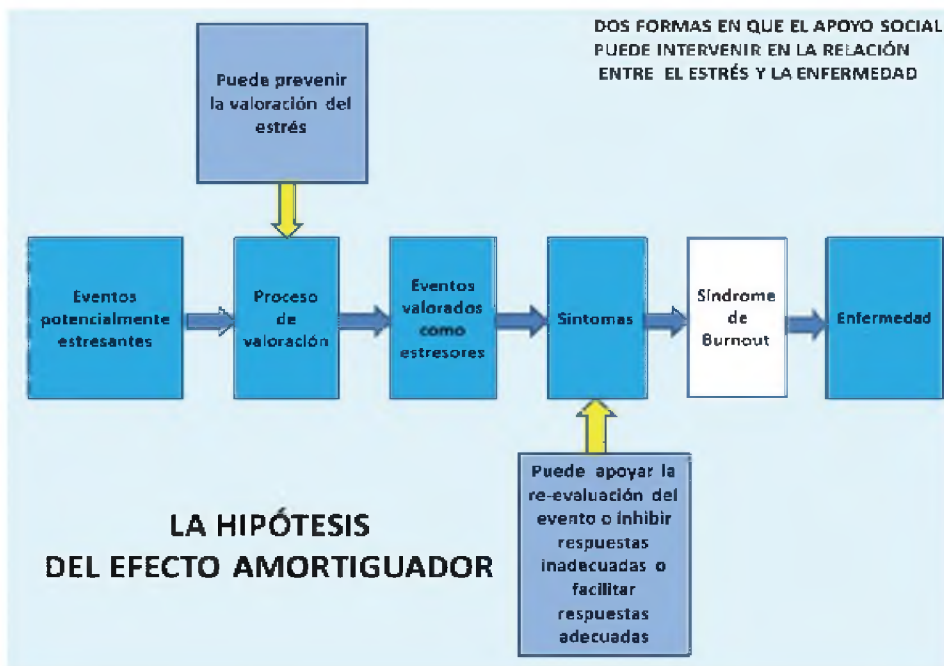 DOS FORMAS EN QUE EL APOYO SOCIAL
PUEDE INTERVENIR EN LA RELACIÓN
ENTRE EL ESTRÉS Y LA ENFERMEDAD
Puede prevenir
la valoración del
estrés
Eventos
potencialmente
estresantes
Proceso
de
valoración
Eventos
valorados
como
estresores
Sintomas
Síndrome
de
Burnout
Enfermedad
Puede apoyar la
re-evaluación del
evento o inhibir
respuestas
inadecuadas o
facilitar
respuestas
adecuadas
LA HIPÓTESIS
DEL EFECTO AMORTIGUADOR